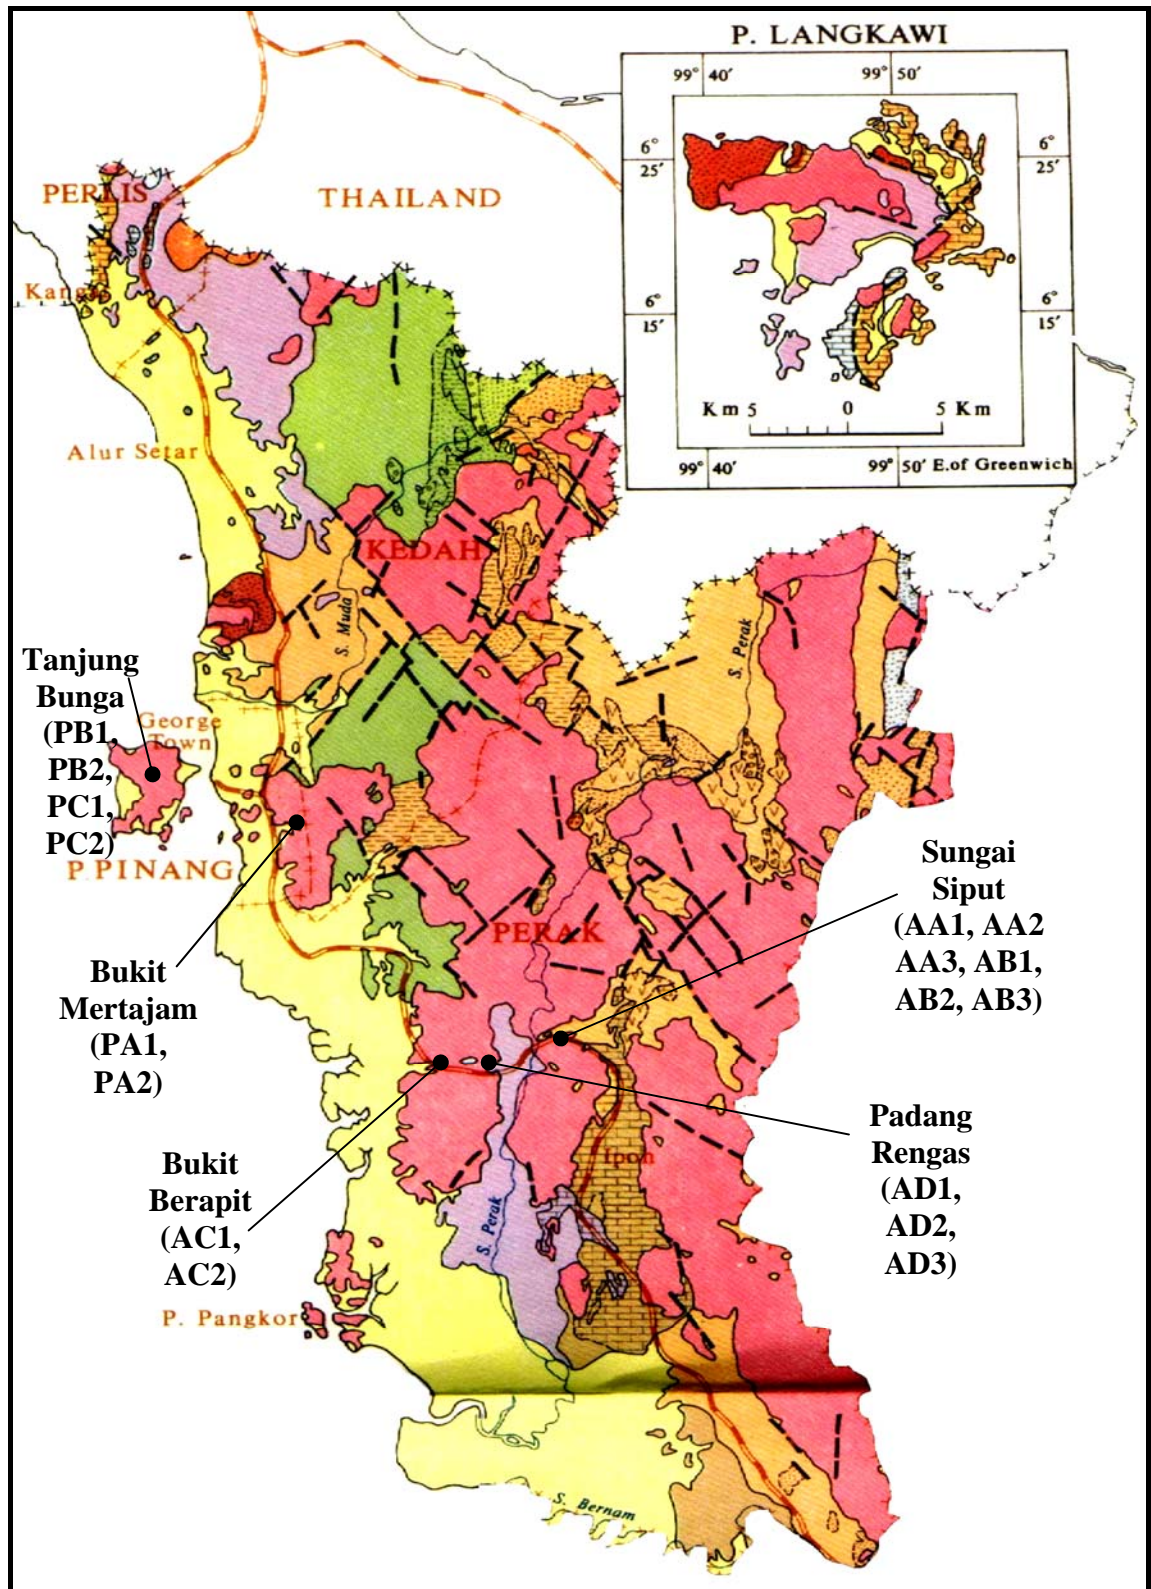 P. LANGKAWI
99° 40′
99° 50′
6°
25′
6°
25′
6°
15′
6°
15′
Km 5
0
5 Km
99° 40′
99° 50′ E.of Greenwich
PERLIS
THAILAND
Kangar
Alur Setar
KEDAH
S. Muda
S. Perak
Tanjung
Bunga
(PB1,
PB2,
PC1,
PC2)
George
Town
P. PINANG
Bukit
Mertajam
(PA1,
PA2)
PERAK
Sungai
Siput
(AA1, AA2
AA3, AB1,
AB2, AB3)
Padang
Rengas
(AD1,
AD2,
AD3)
Bukit
Berapit
(AC1,
AC2)
Ipoh
S. Perak
P. Pangkor
S. Bernam